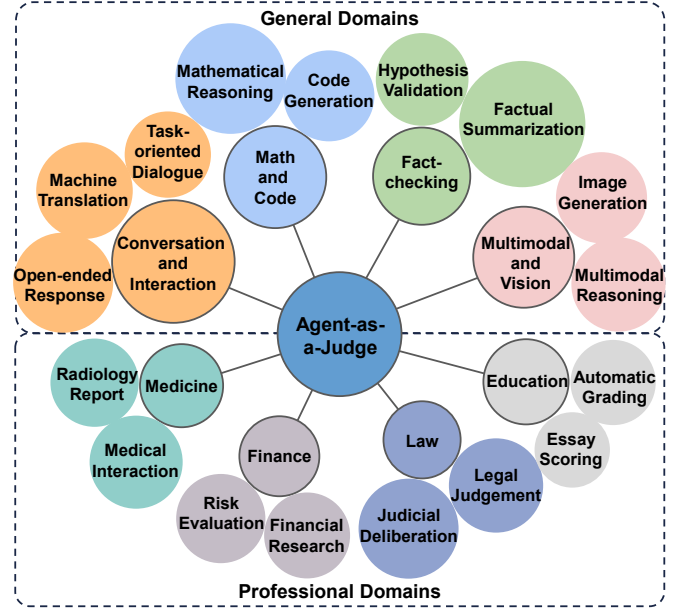 General Domains
Mathematical
Reasoning
Code
Generation
Hypothesis
Validation
Factual
Summarization
Task-
oriented
Dialogue
Math
and
Code
Fact-
checking
Machine
Translation
Image
Generation
Conversation
and
Interaction
Multimodal
and
Vision
Open-ended
Response
Multimodal
Reasoning
Agent-as-
a-Judge
Radiology
Report
Medicine
Education
Automatic
Grading
Medical
Interaction
Finance
Law
Essay
Scoring
Risk
Evaluation
Financial
Research
Judicial
Deliberation
Legal
Judgement
Professional Domains